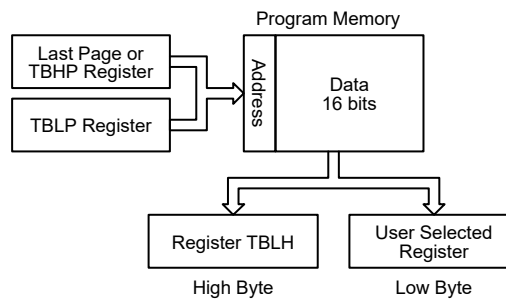 Program Memory
Last Page or
TBHP Register
TBLP Register
Address
Data
16 bits
Register TBLH
User Selected
Register
High Byte
Low Byte